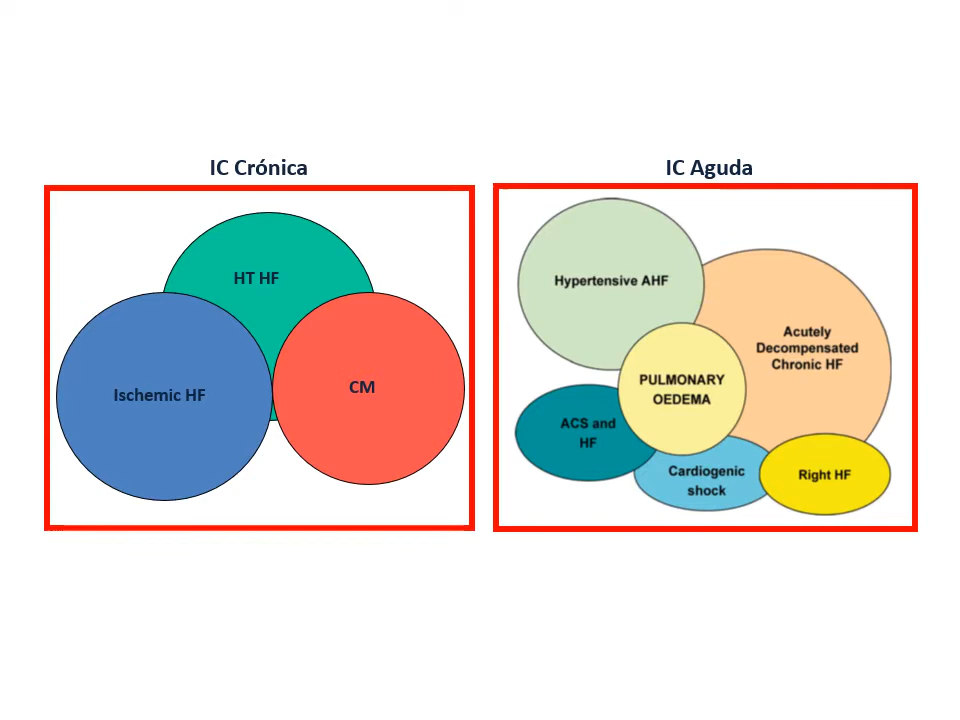 IC Crónica
HT HF
Ischemic HF
CM
IC Aguda
Hypertensive AHF
Acutely
Decompensated
Chronic HF
PULMONARY
OEDEMA
ACS and
HF
Cardiogenic
shock
Right HF